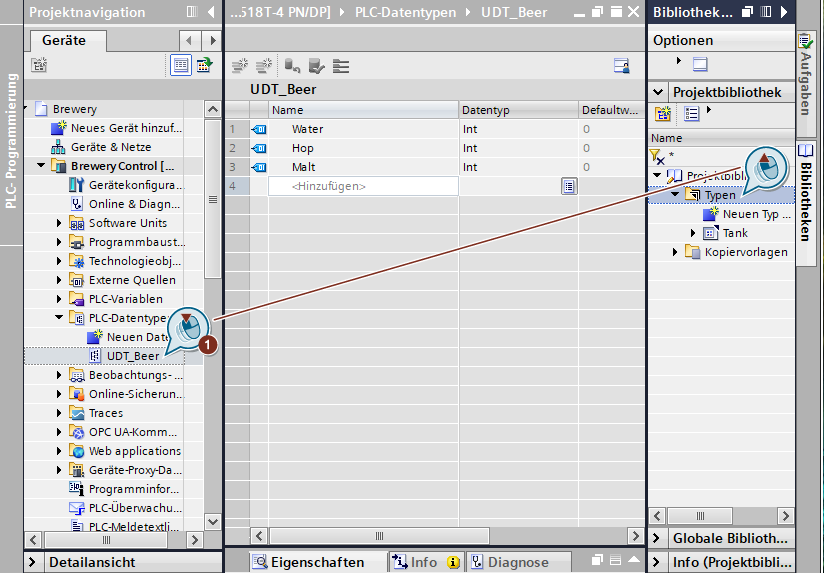 PLC- Programmierung
Projektnavigation
Geräte
Brewery
Neues Gerät hinzuf...
Geräte & Netze
Brewery Control [...
Gerätekonfigura...
Online & Diagn...
Software Units
Programmbaust...
Technologieobj...
Externe Quellen
PLC-Variablen
PLC-Datentype
Neuen Date
UDT_Beer
1
Beobachtungs- ...
Online-Sicherun...
Traces
OPC UA-Komm...
Web applications
Geräte-Proxy-Da...
Programminfor...
PLC-Überwachu...
PLC-Meldetextli...
Detailansicht
...518T-4 PN/DP] PLC-Datentypen UDT_Beer
UDT_Beer
Name Datentyp Defaultw...
1 Water Int 0
2 Hop Int 0
3 Malt Int 0
4 <Hinzufügen>
Eigenschaften Info Diagnose
Bibliothek...
Optionen
Projektbibliothek
Name
*
Projektbibl
Typen
Neuen Typ ...
Tank
Kopiervorlagen
Globale Biblioth...
Info (Projektbibli...
Aufgaben
Bibliotheken